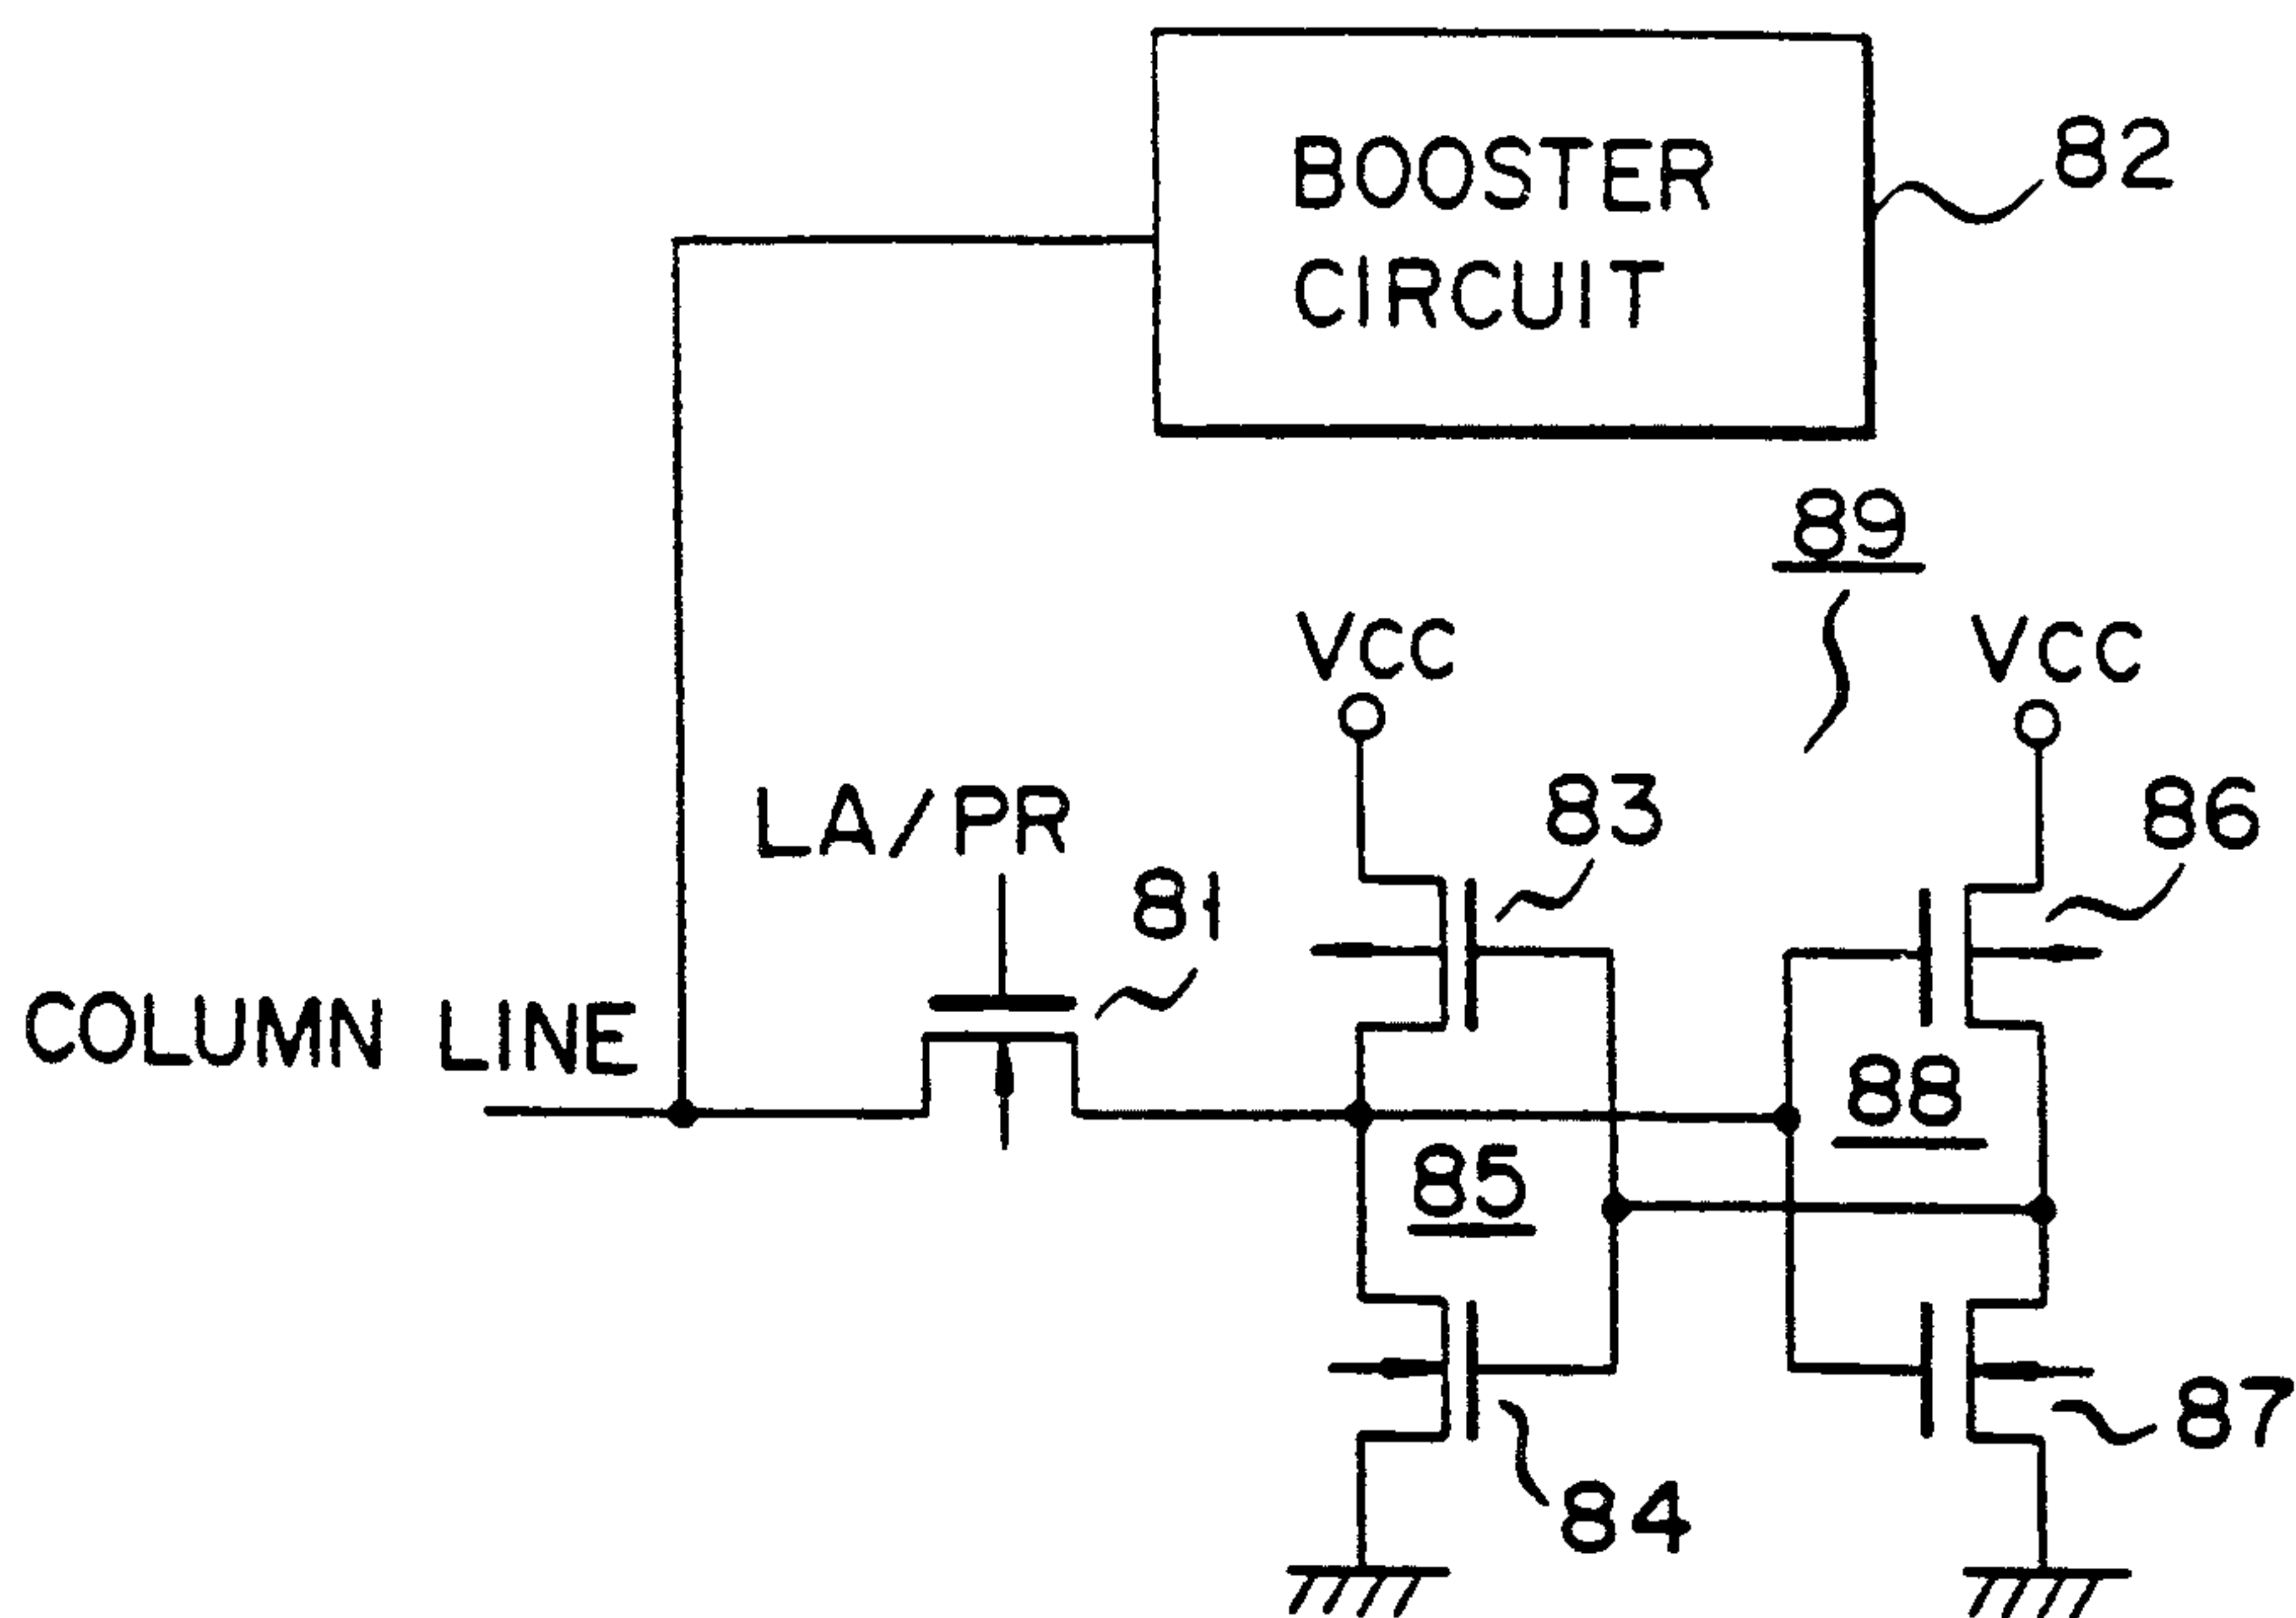 BOOSTER
CIRCUIT
82
89
VCC
VCC
LA/PR
81
83
86
COLUMN LINE
88
85
87
84